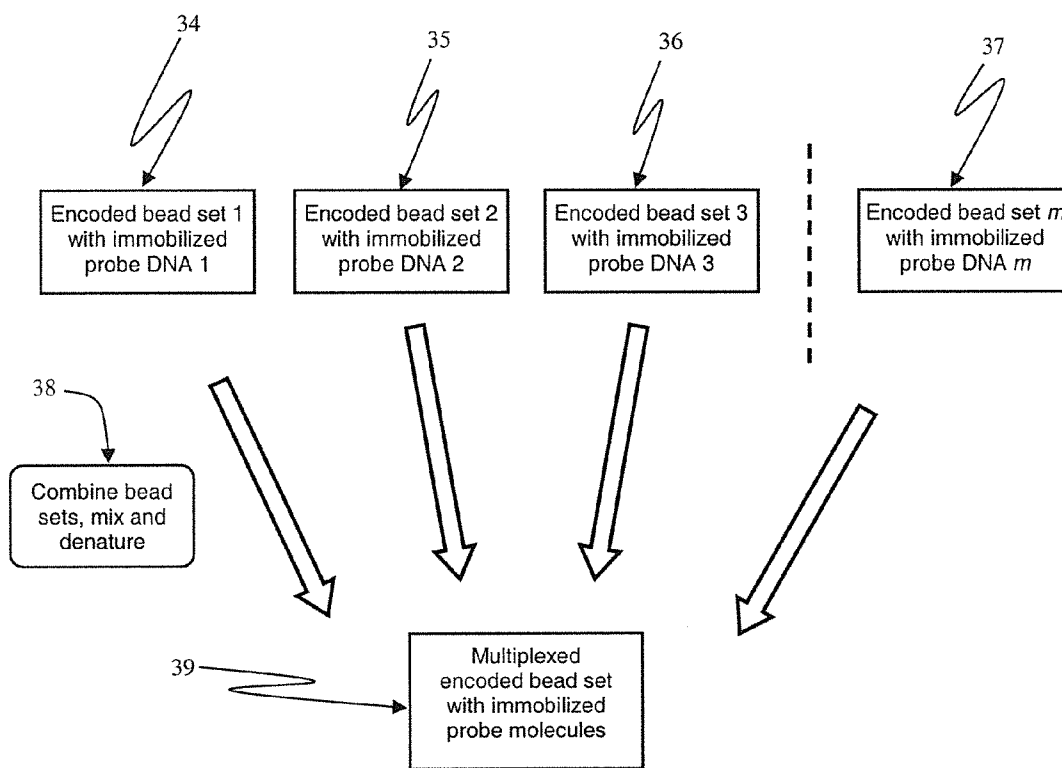 34
35
36
37
Encoded bead set 1
with immobilized
probe DNA 1
Encoded bead set 2
with immobilized
probe DNA 2
Encoded bead set 3
with immobilized
probe DNA 3
Encoded bead set m
with immobilized
probe DNA m
38
Combine bead
sets, mix and
denature
39
Multiplexed
encoded bead set
with immobilized
probe molecules